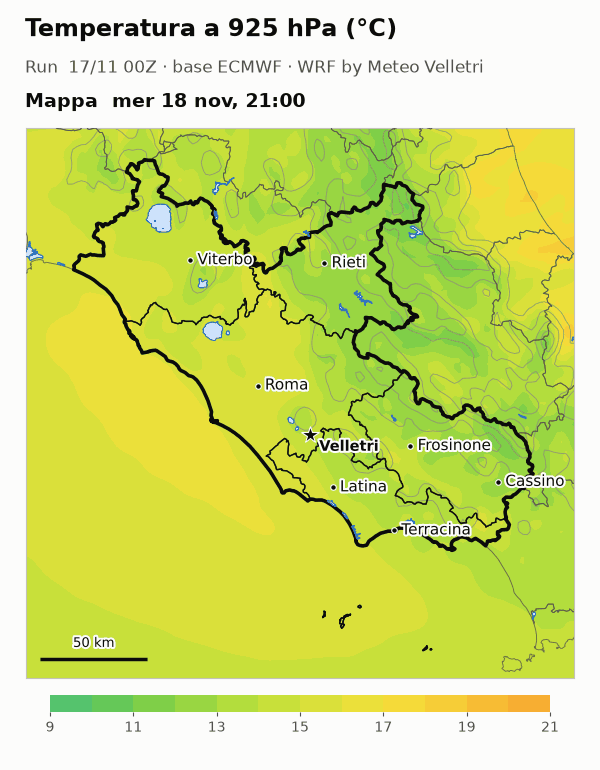 Temperatura a 925 hPa (°C)
Run  17/11 00Z · base ECMWF · WRF by Meteo Velletri
Mappa  mer 18 nov, 21:00
Viterbo
Rieti
Roma
Velletri
Frosinone
Latina
Cassino
Terracina
50 km
9 11 13 15 17 19 21